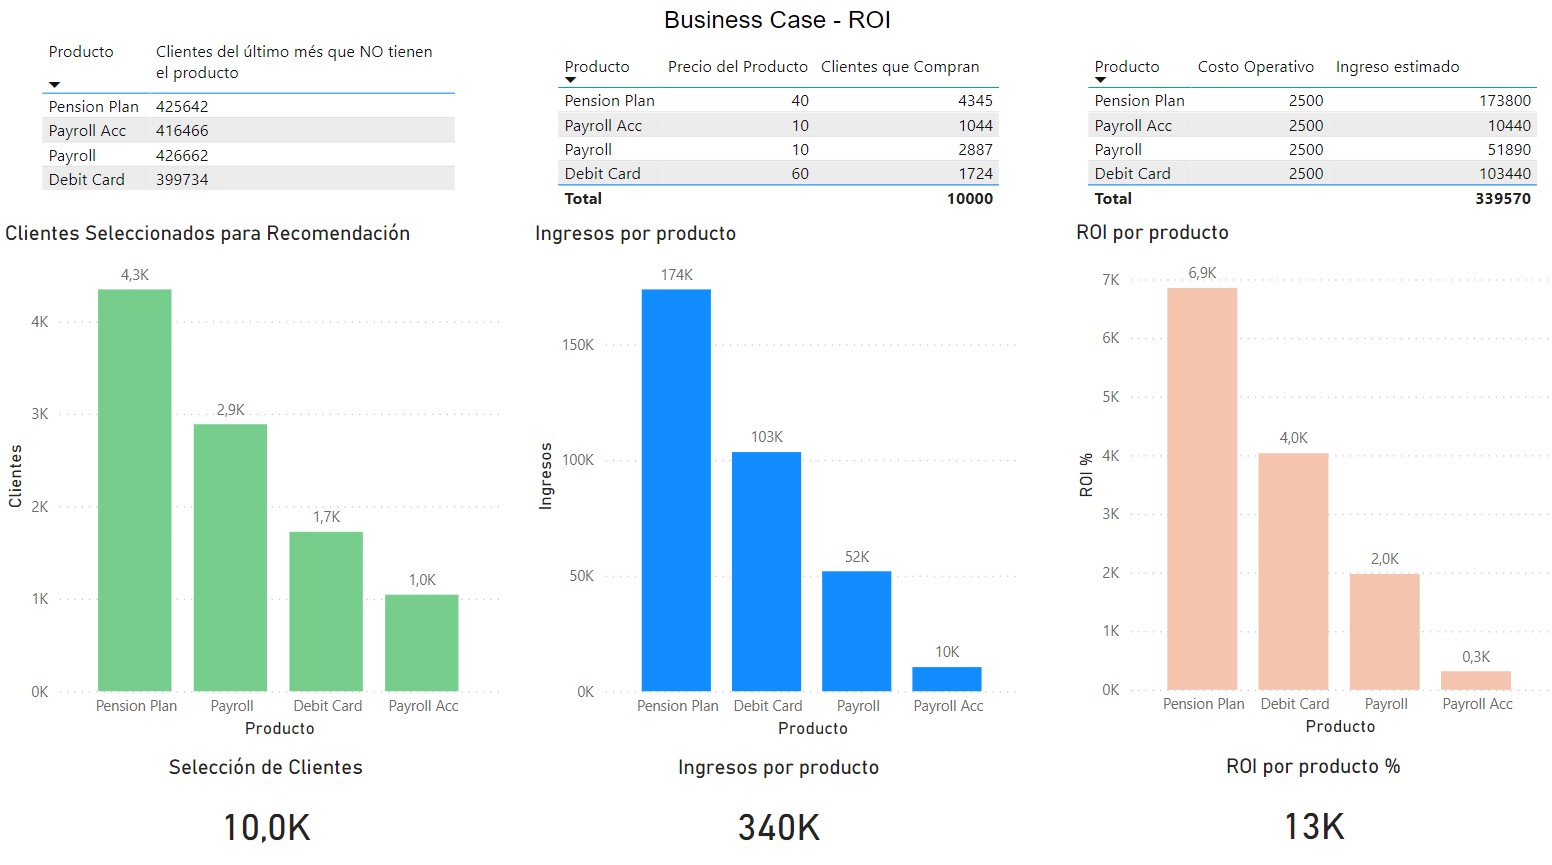 Business Case - ROI
Producto
Clientes del último més que NO tienen
el producto
Pension Plan 425642
Payroll Acc 416466
Payroll 426662
Debit Card 399734
Producto Precio del Producto Clientes que Compran
Pension Plan 40 4345
Payroll Acc 10 1044
Payroll 10 2887
Debit Card 60 1724
Total 10000
Producto Costo Operativo Ingreso estimado
Pension Plan 2500 173800
Payroll Acc 2500 10440
Payroll 2500 51890
Debit Card 2500 103440
Total 339570
Clientes Seleccionados para Recomendación
4,3K
4K
3K
2,9K
Clientes
2K
1,7K
1,0K
1K
0K
Pension Plan Payroll Debit Card Payroll Acc
Producto
Selección de Clientes
10,0K
Ingresos por producto
174K
150K
103K
100K
Ingresos
52K
50K
10K
0K
Pension Plan Debit Card Payroll Payroll Acc
Producto
Ingresos por producto
340K
ROI por producto
6,9K
7K
6K
5K
4,0K
4K
ROI %
3K
2,0K
2K
1K
0,3K
0K
Pension Plan Debit Card Payroll Payroll Acc
Producto
ROI por producto %
13K